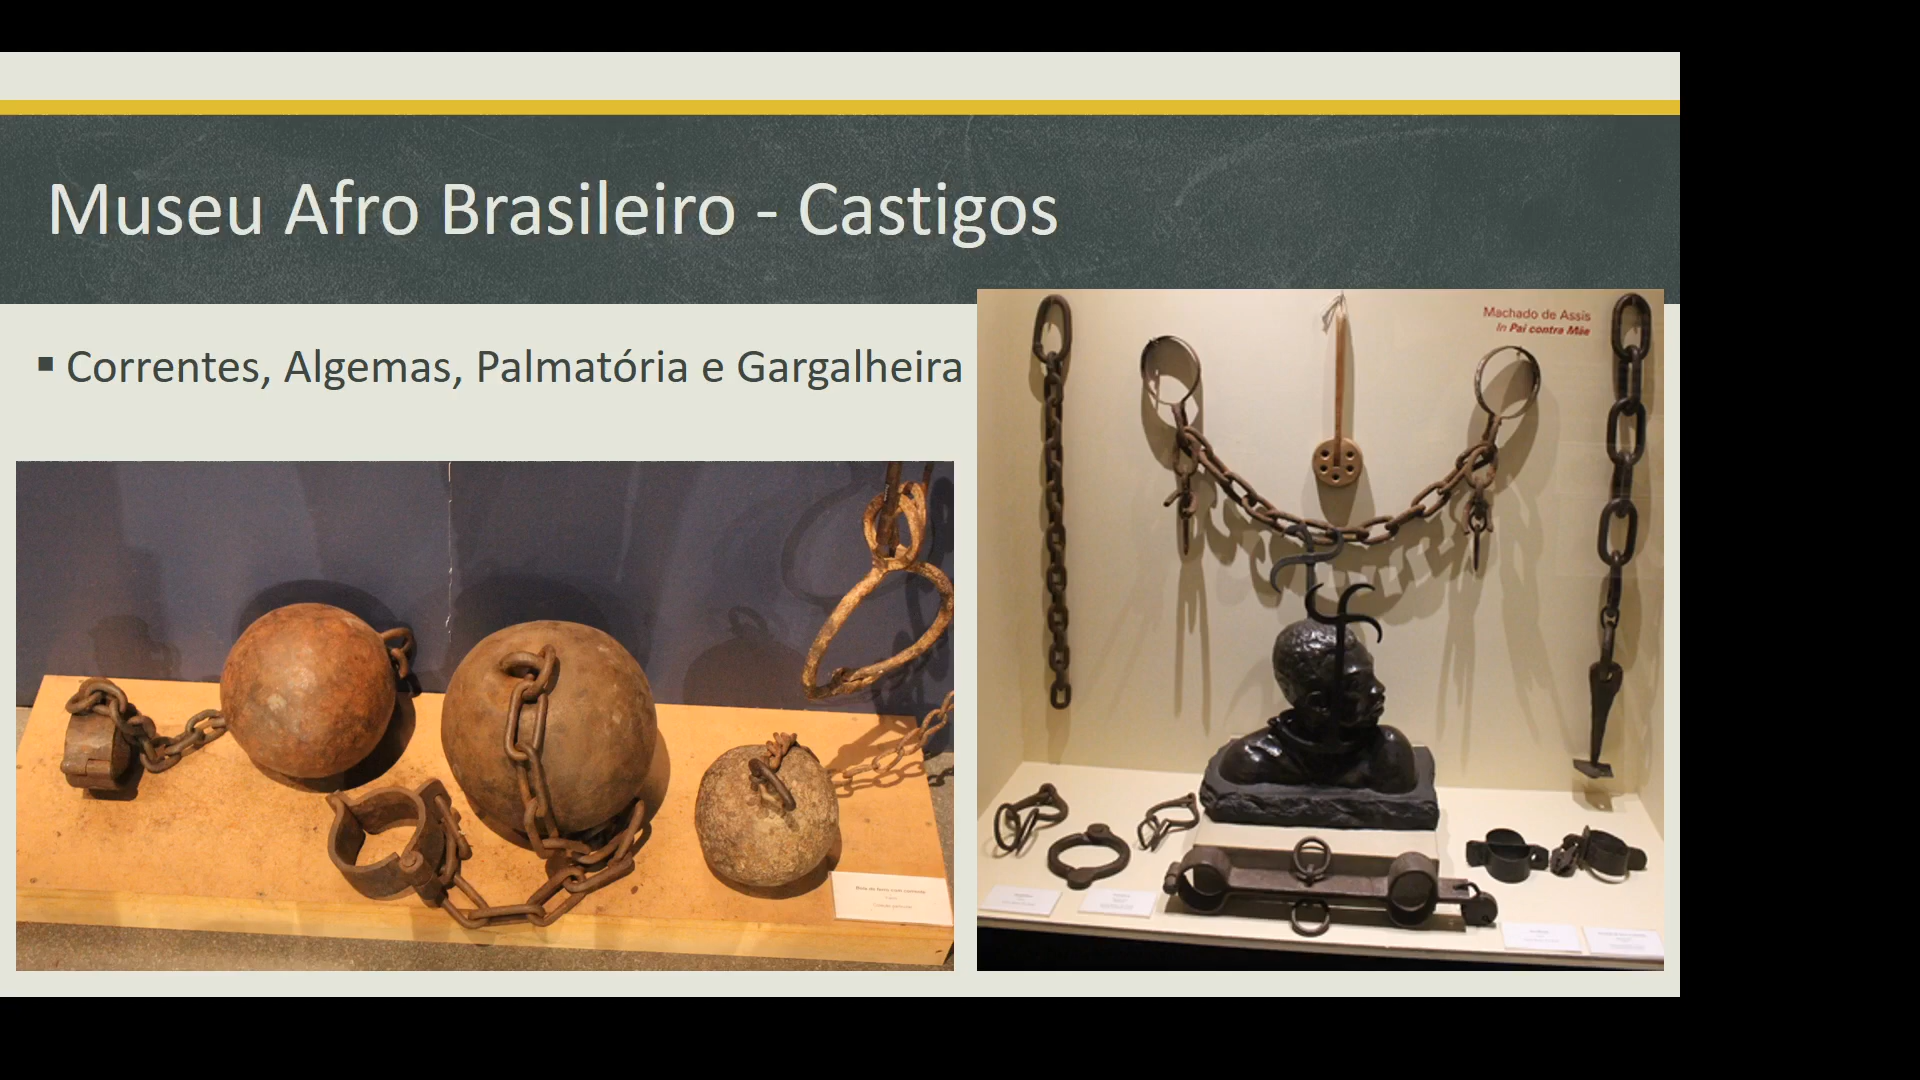 Museu Afro Brasileiro - Castigos
▪ Correntes, Algemas, Palmatória e Gargalheira
Machado de Assis
In Pai contra Mãe